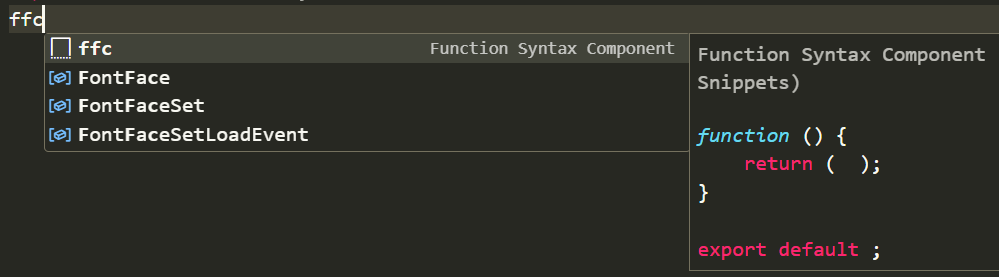 ffc
ffc Function Syntax Component
FontFace
FontFaceSet
FontFaceSetLoadEvent
Function Syntax Component
Snippets)
function () {
    return (  );
}
export default ;